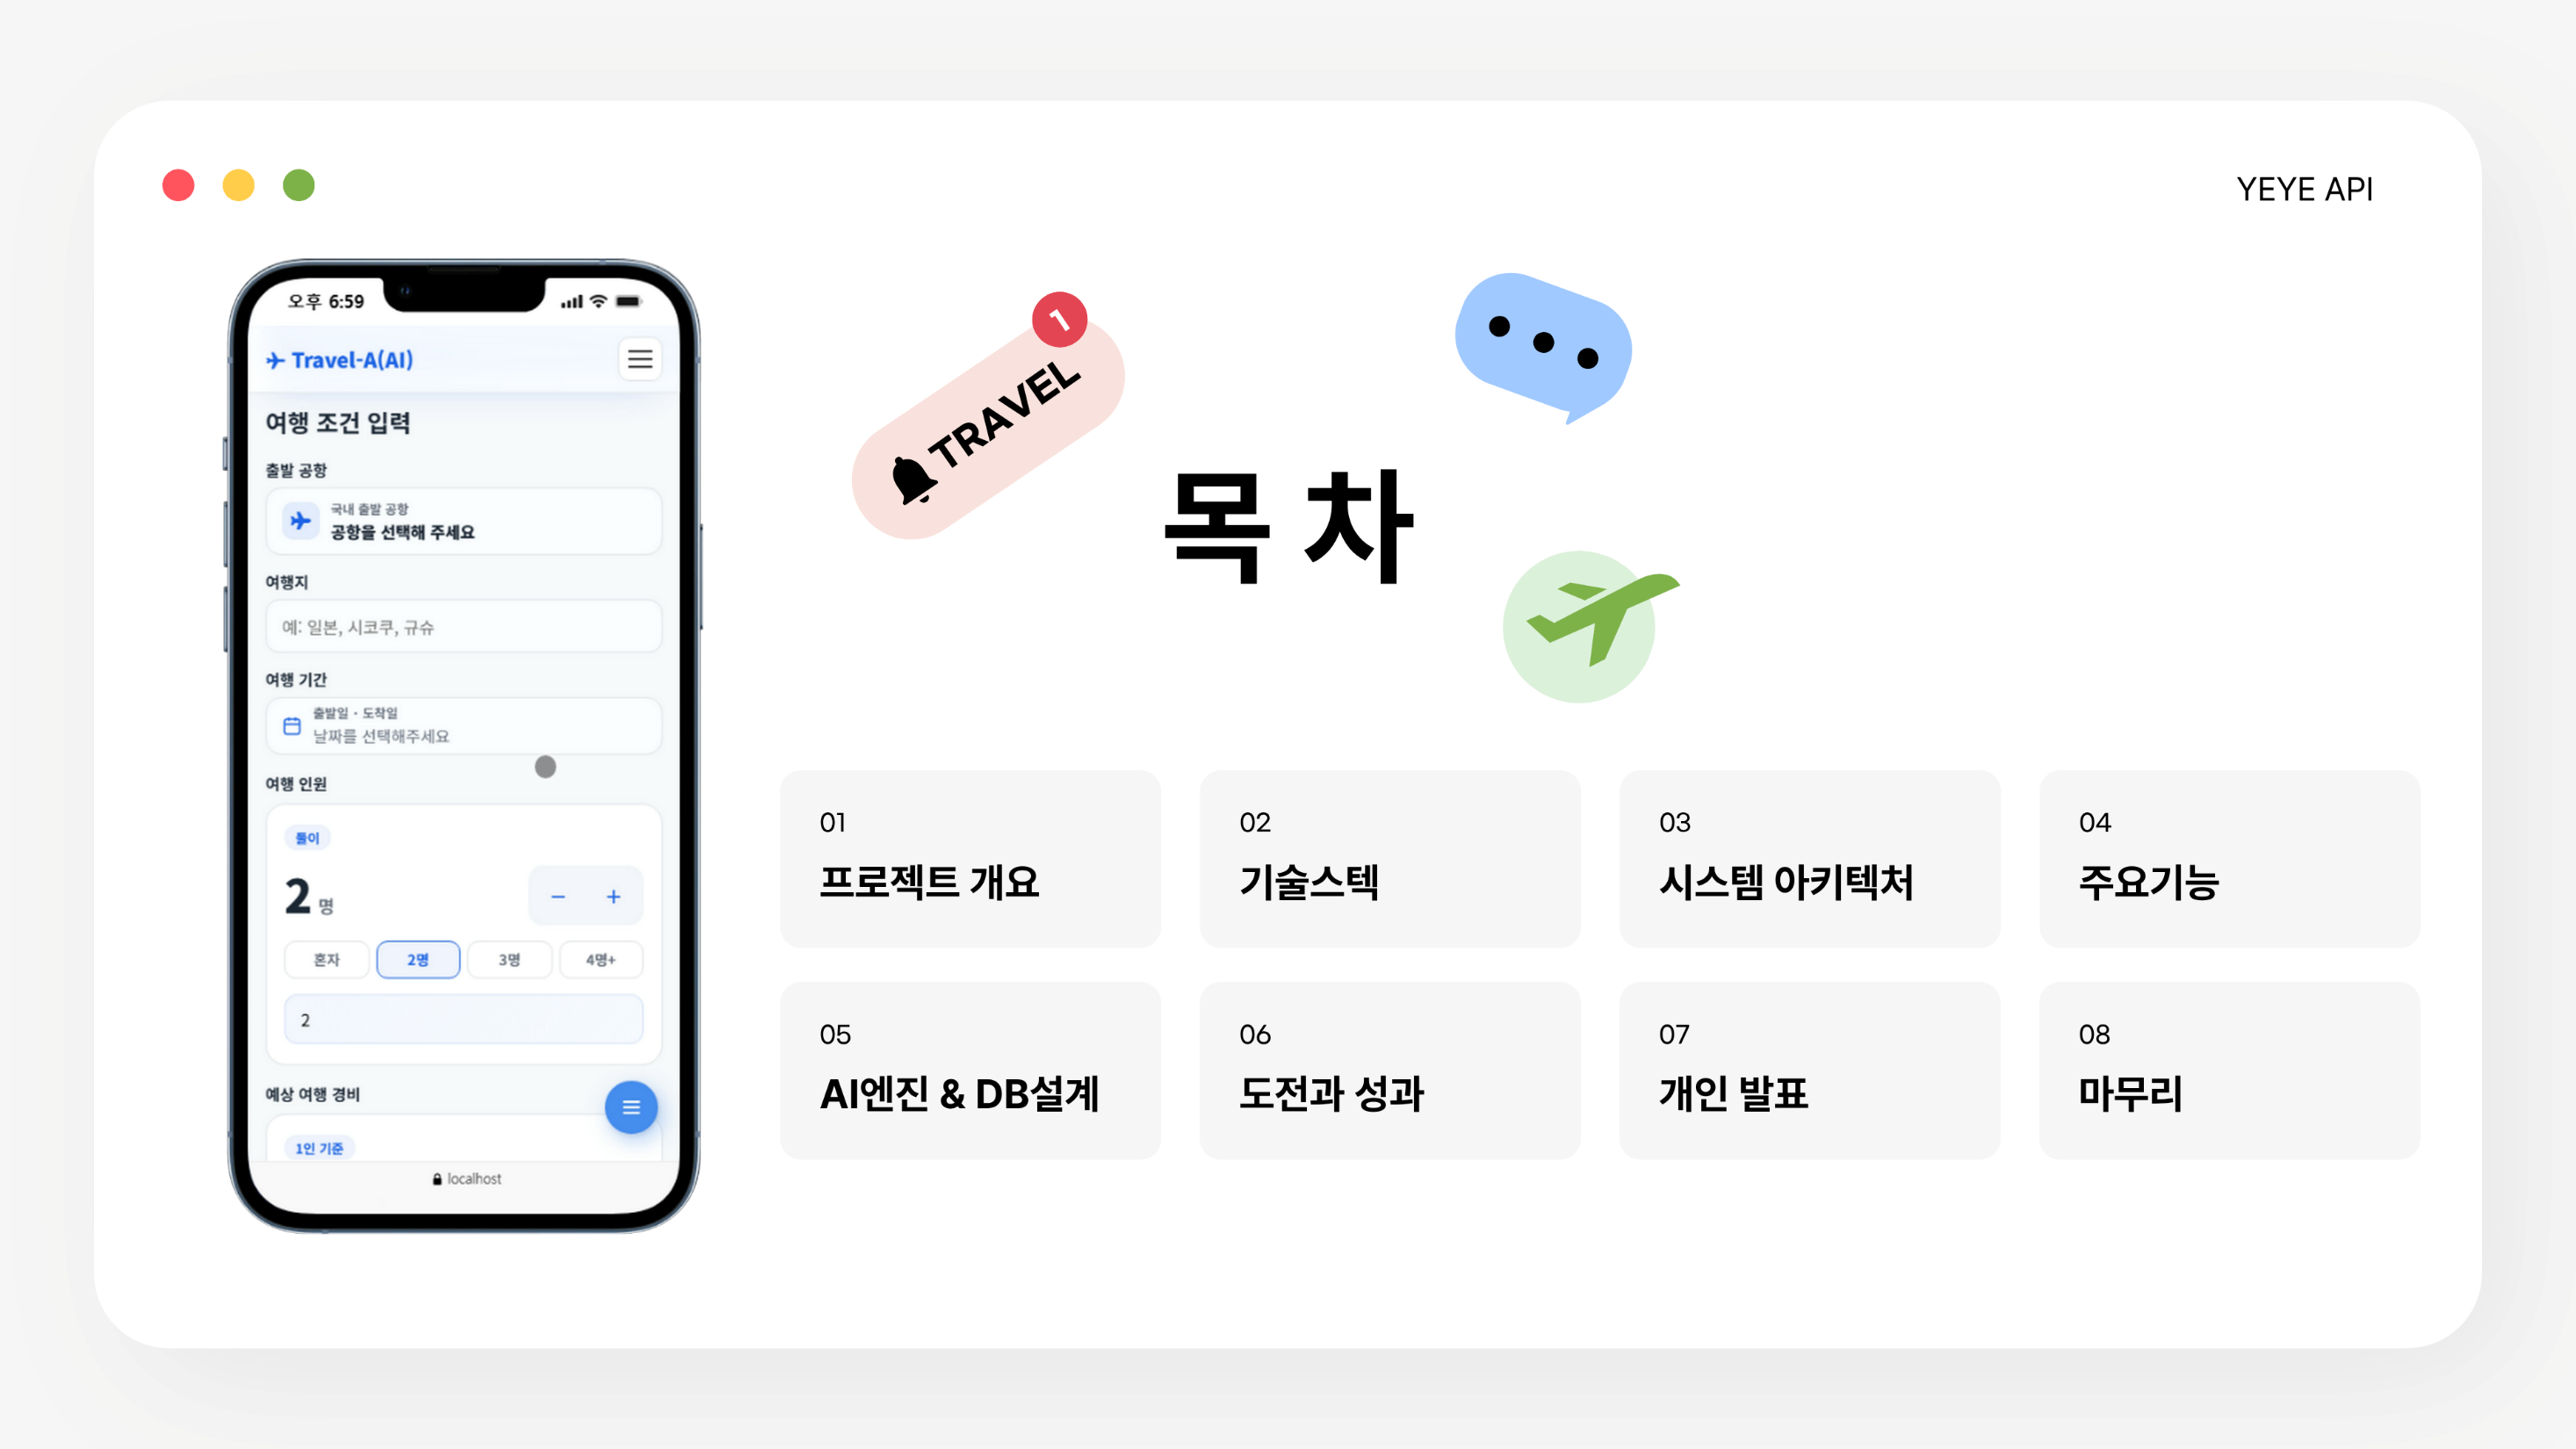 YEYE API
오후 6:59
Travel-A(AI)
여행 조건 입력
출발 공항
국내 출발 공항
공항을 선택해 주세요
여행지
예: 일본, 시코쿠, 규슈
여행 기간
출발일 · 도착일
날짜를 선택해주세요
여행 인원
둘이
2 명
− +
혼자 2명 3명 4명+
2
예상 여행 경비
1인 기준
localhost
1
TRAVEL
목차
01
프로젝트 개요
02
기술스텍
03
시스템 아키텍처
04
주요기능
05
AI엔진 & DB설계
06
도전과 성과
07
개인 발표
08
마무리